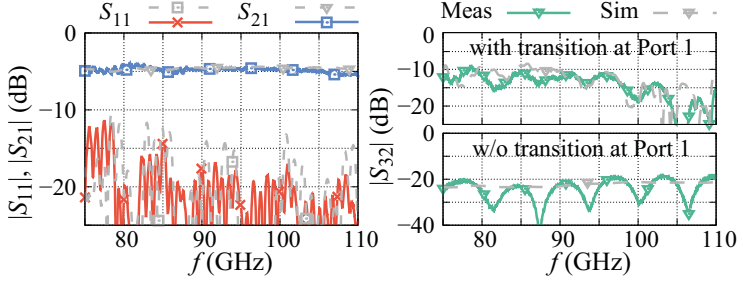 S11 S21
|S11|, |S21| (dB)
0
−10
−20
80 90 100 110
f (GHz)
Meas Sim
|S32| (dB)
with transition at Port 1
0
−10
−20
w/o transition at Port 1
0
−20
−40
80 90 100 110
f (GHz)